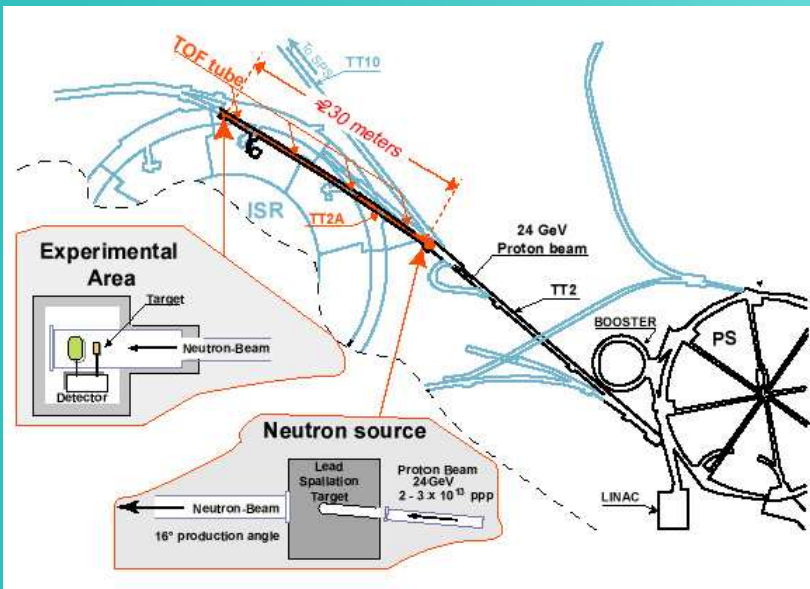 To SPS
TT10
TOF tube
≈230 meters
ISR
TT2A
24 GeV
Proton beam
TT2
BOOSTER
PS
LINAC
Experimental
Area
Target
Neutron-Beam
Detector
Neutron source
Lead
Spallation
Target
Proton Beam
24GeV
2 - 3 x 10¹³ ppp
Neutron-Beam
16° production angle